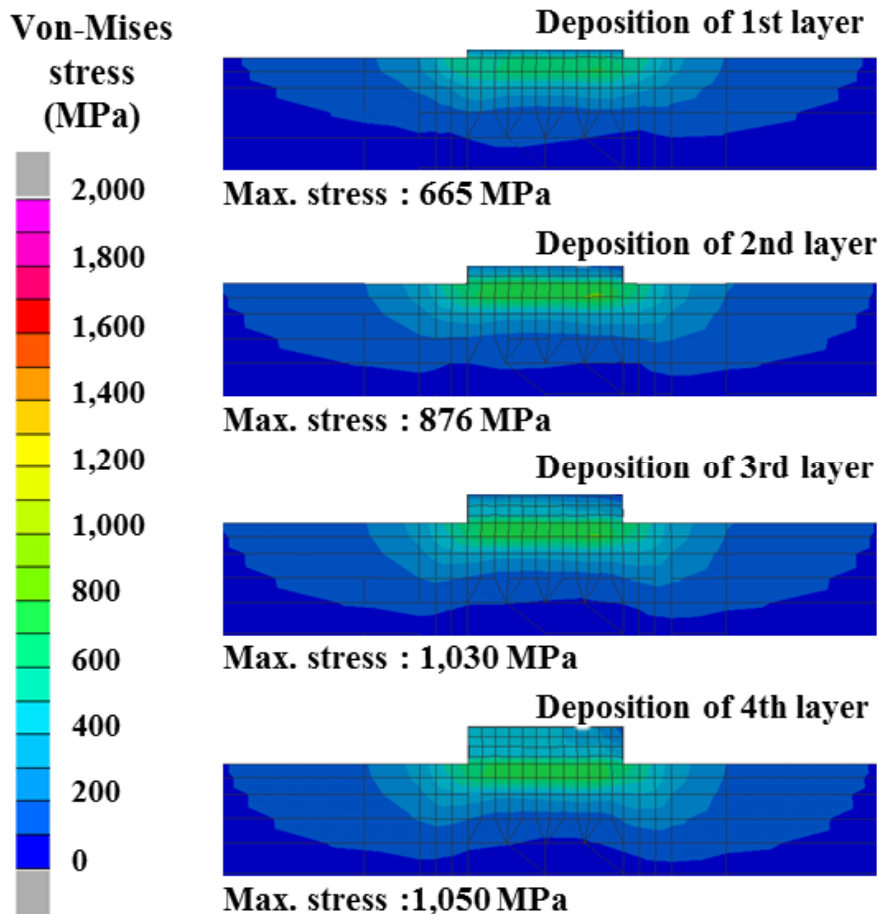 Von-Mises
stress
(MPa)
2,000
1,800
1,600
1,400
1,200
1,000
800
600
400
200
0
Deposition of 1st layer
Max. stress : 665 MPa
Deposition of 2nd layer
Max. stress : 876 MPa
Deposition of 3rd layer
Max. stress : 1,030 MPa
Deposition of 4th layer
Max. stress :1,050 MPa